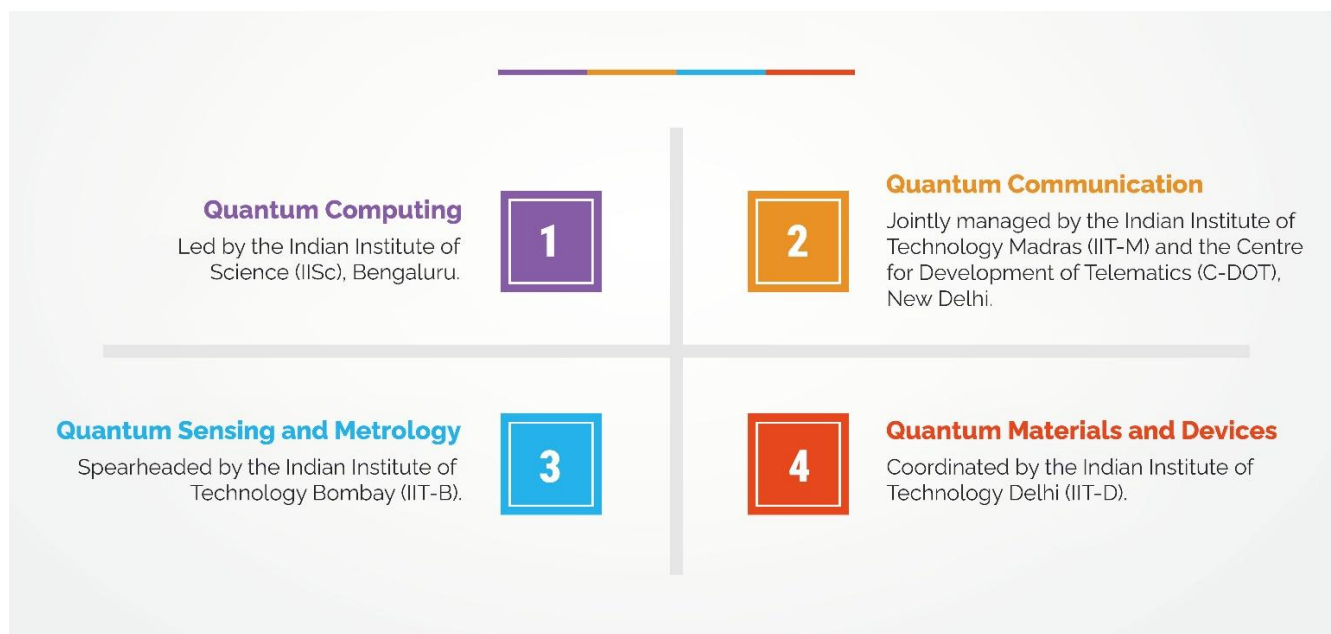 Quantum Computing
Led by the Indian Institute of
Science (IISc), Bengaluru.
1
2
Quantum Communication
Jointly managed by the Indian Institute of
Technology Madras (IIT-M) and the Centre
for Development of Telematics (C-DOT),
New Delhi.
Quantum Sensing and Metrology
Spearheaded by the Indian Institute of
Technology Bombay (IIT-B).
3
4
Quantum Materials and Devices
Coordinated by the Indian Institute of
Technology Delhi (IIT-D).